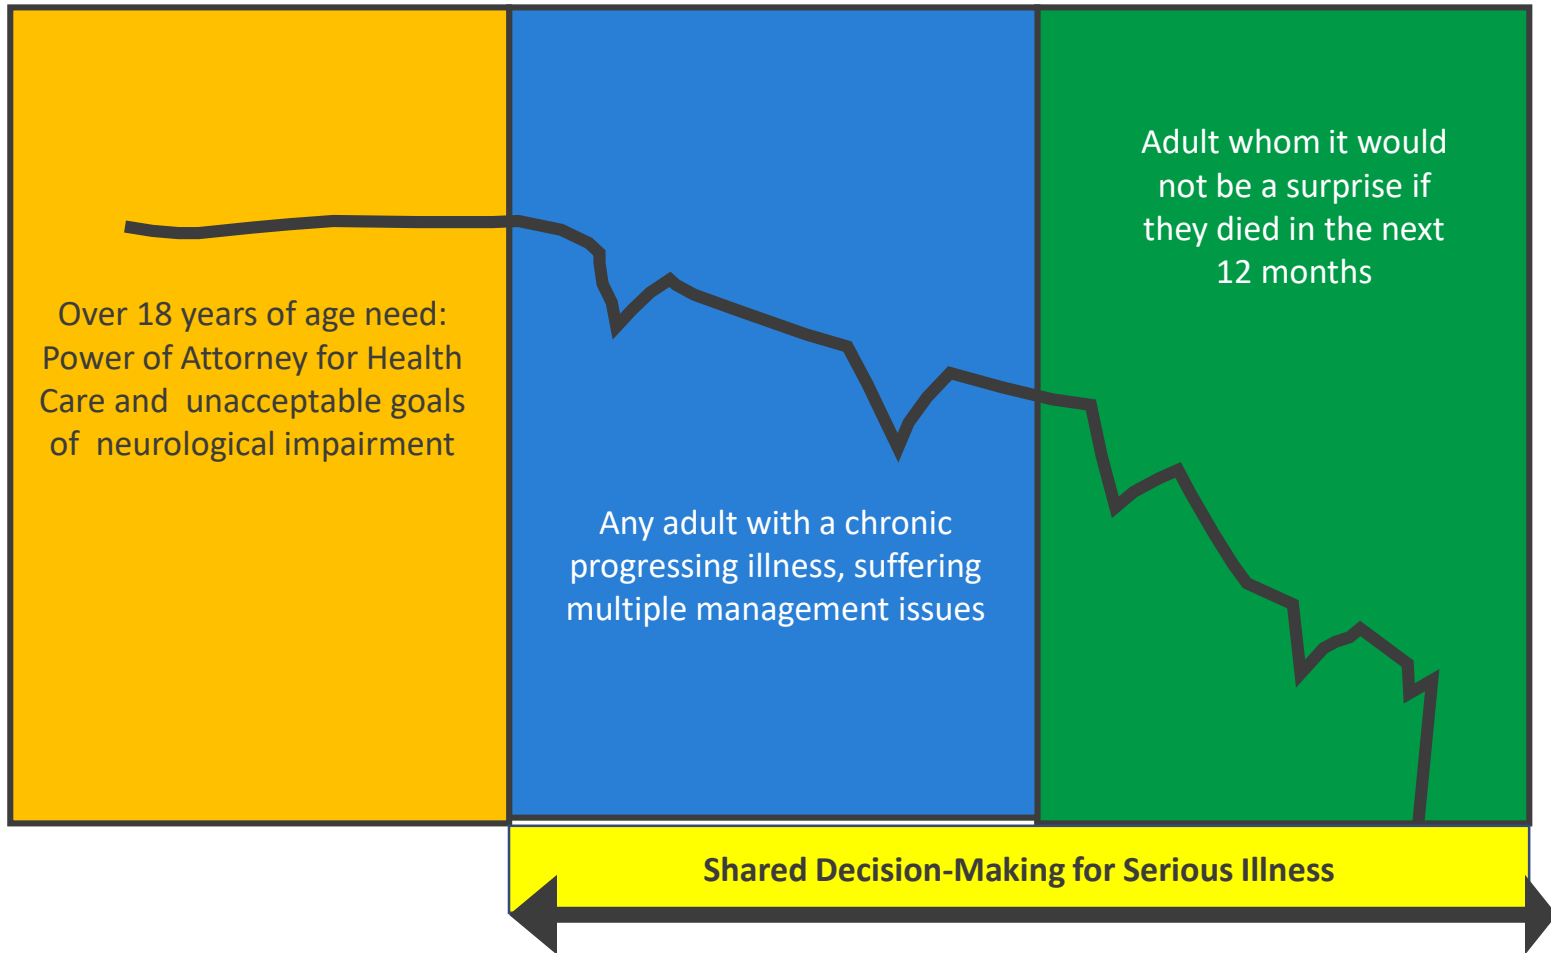 Over 18 years of age need:
Power of Attorney for Health
Care and  unacceptable goals
of  neurological impairment
Any adult with a chronic
progressing illness, suffering
multiple management issues
Adult whom it would
not be a surprise if
they died in the next
12 months
Shared Decision-Making for Serious Illness